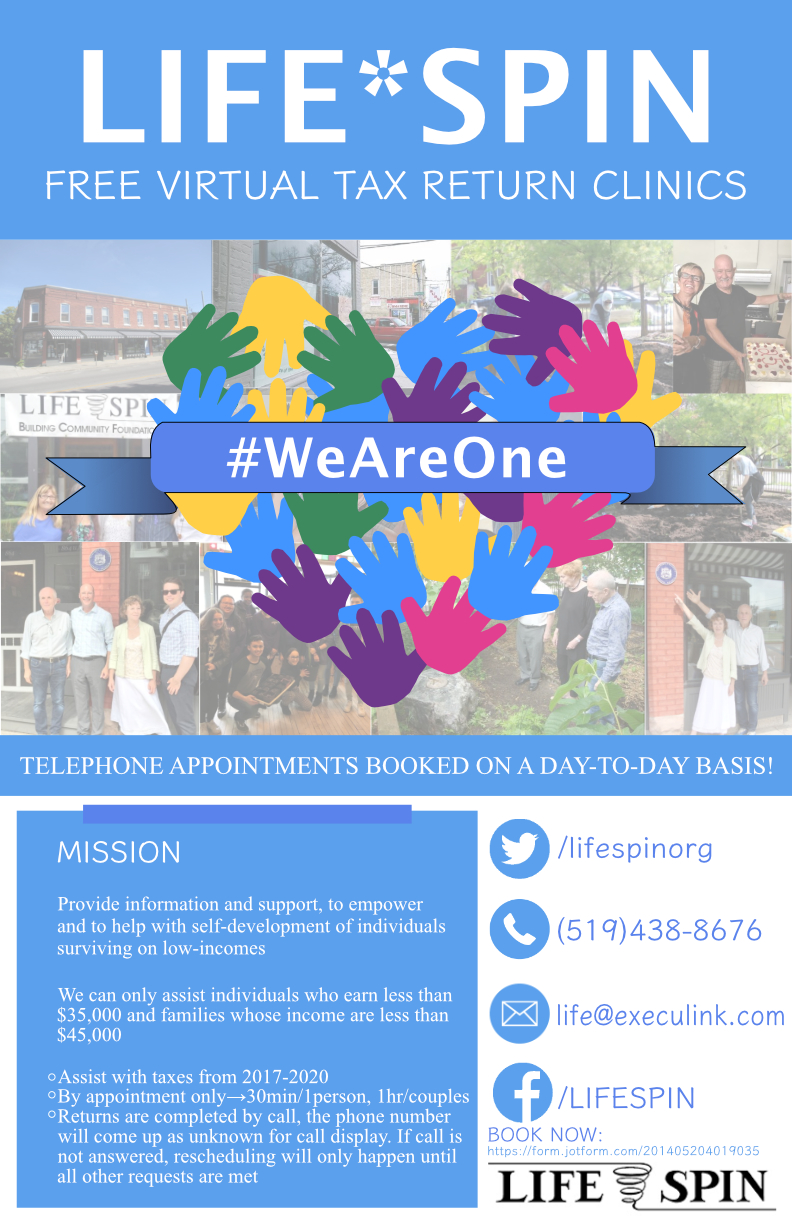 LIFE*SPIN
FREE VIRTUAL TAX RETURN CLINICS
LIFE SPIN
BUILDING COMMUNITY FOUNDATIO
#WeAreOne
TELEPHONE APPOINTMENTS BOOKED ON A DAY-TO-DAY BASIS!
MISSION
Provide information and support, to empower
and to help with self-development of individuals
surviving on low-incomes
We can only assist individuals who earn less than
$35,000 and families whose income are less than
$45,000
○Assist with taxes from 2017-2020
○By appointment only→30min/1person, 1hr/couples
○Returns are completed by call, the phone number
will come up as unknown for call display. If call is
not answered, rescheduling will only happen until
all other requests are met
/lifespinorg
(519)438-8676
life@execulink.com
/LIFESPIN
BOOK NOW:
https://form.jotform.com/201405204019035
LIFE SPIN